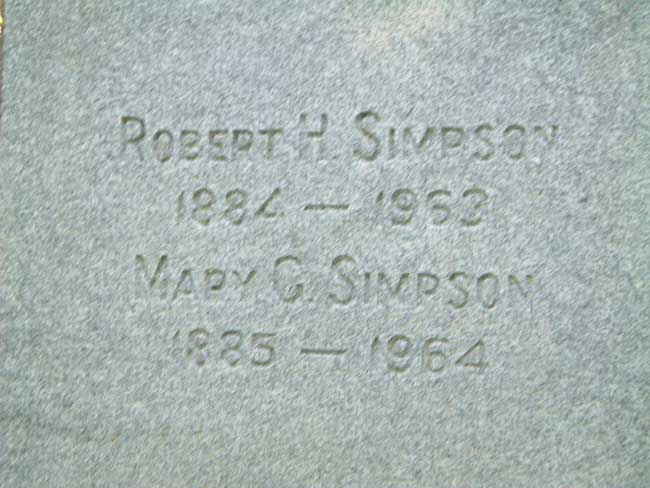 ROBERT H. SIMPSON
1884 — 1963
MARY G. SIMPSON
1885 — 1964